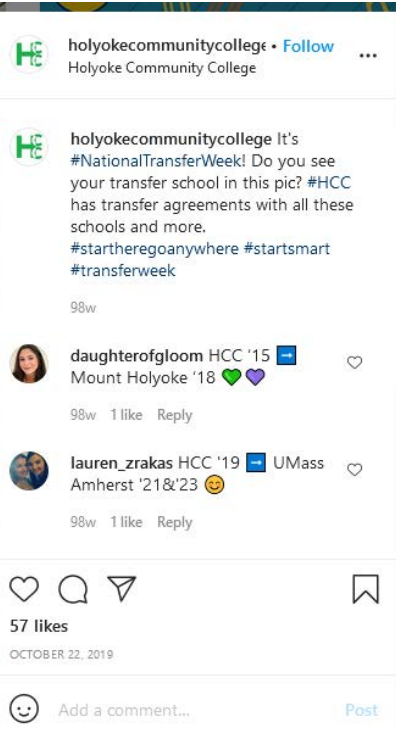 holyokecommunitycollege • Follow
Holyoke Community College
holyokecommunitycollege It's
#NationalTransferWeek! Do you see
your transfer school in this pic? #HCC
has transfer agreements with all these
schools and more.
#startheregoanywhere #startsmart
#transferweek
98w
daughterofgloom HCC '15 ➡️
Mount Holyoke '18 💚💜
98w 1 like Reply
lauren_zrakas HCC '19 ➡️ UMass
Amherst '21&'23 😊
98w 1 like Reply
57 likes
OCTOBER 22, 2019
Add a comment... Post